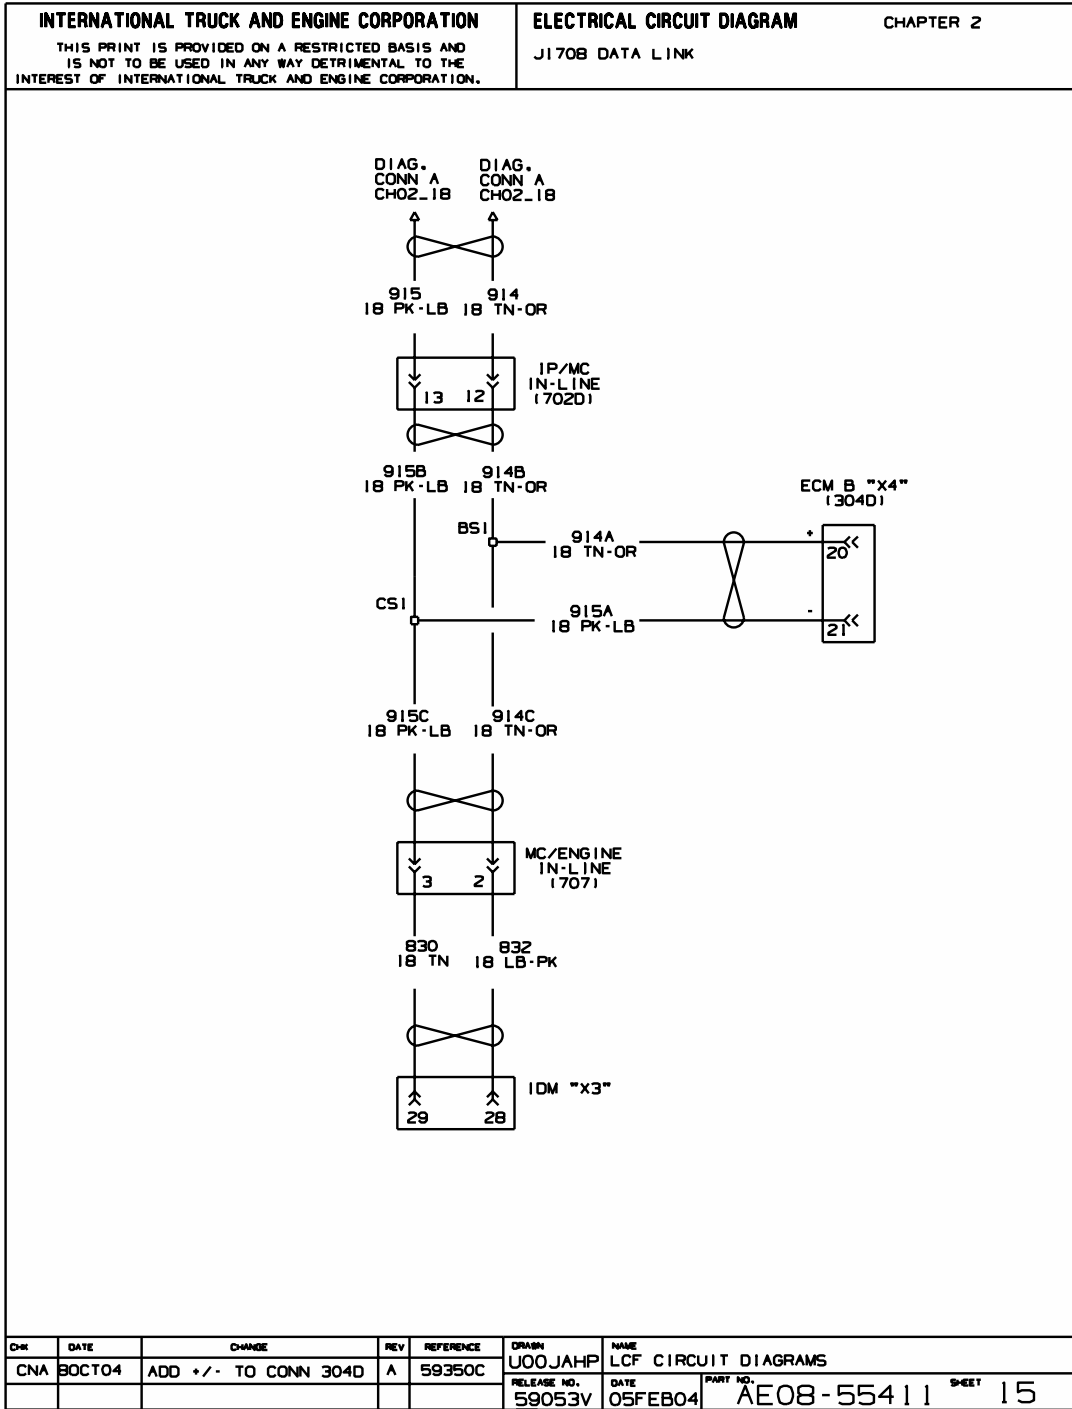 INTERNATIONAL TRUCK AND ENGINE CORPORATION
THIS PRINT IS PROVIDED ON A RESTRICTED BASIS AND
IS NOT TO BE USED IN ANY WAY DETRIMENTAL TO THE
INTEREST OF INTERNATIONAL TRUCK AND ENGINE CORPORATION.
ELECTRICAL CIRCUIT DIAGRAM CHAPTER 2
J1708 DATA LINK
DIAG. DIAG.
CONN A CONN A
CH02_18 CH02_18
915 914
18 PK-LB 18 TN-OR
IP/MC
IN-LINE
(702D)
13 12
915B 914B
18 PK-LB 18 TN-OR
ECM B "X4"
(304D)
BS1
914A
18 TN-OR
+
20
CS1
915A
18 PK-LB
-
21
915C 914C
18 PK-LB 18 TN-OR
MC/ENGINE
IN-LINE
(707)
3 2
830 832
18 TN 18 LB-PK
IDM "X3"
29 28
CHK DATE CHANGE REV REFERENCE
CNA 8OCT04 ADD +/- TO CONN 304D A 59350C
DRAWN
U00JAHP
NAME
LCF CIRCUIT DIAGRAMS
RELEASE NO.
59053V
DATE
05FEB04
PART NO.
AE08-55411
SHEET 15